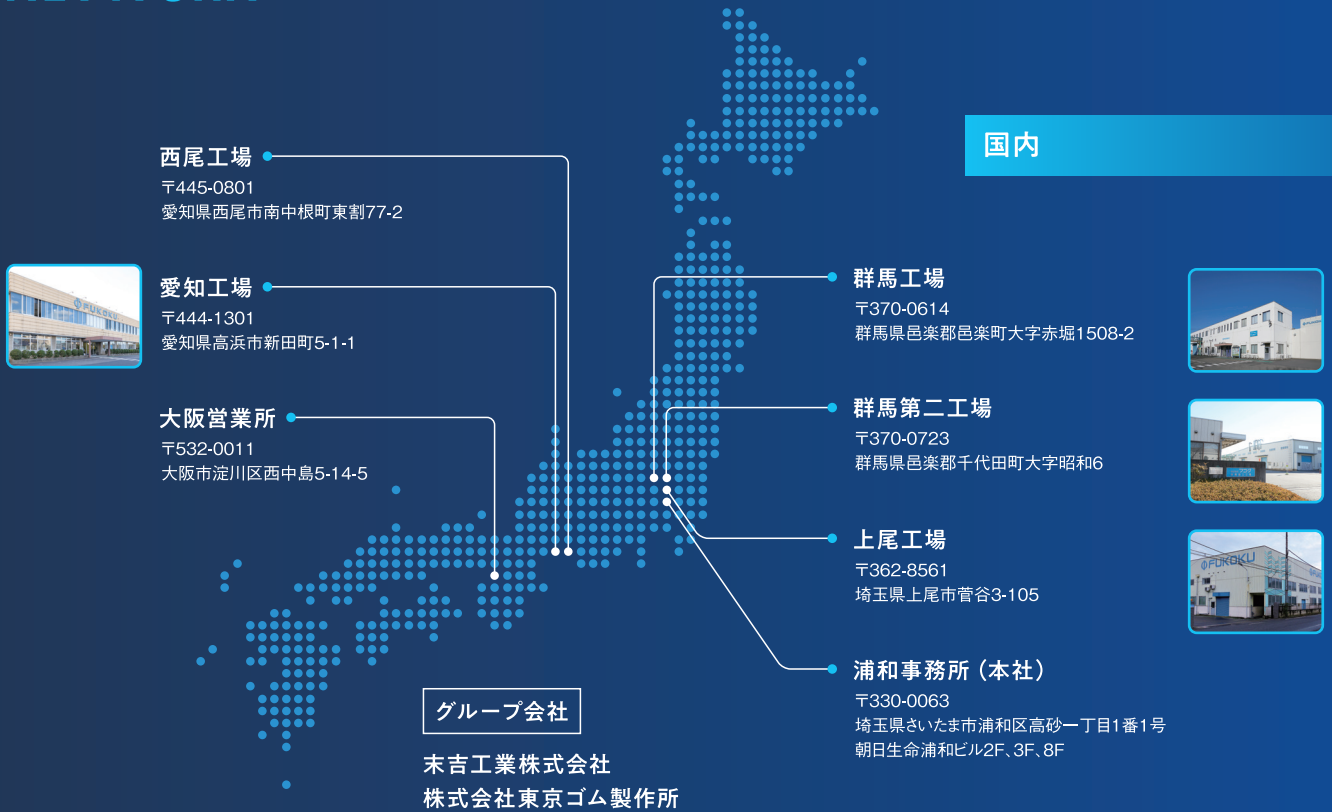 国内
西尾工場
〒445-0801
愛知県西尾市南中根町東割77-2
愛知工場
〒444-1301
愛知県高浜市新田町5-1-1
大阪営業所
〒532-0011
大阪市淀川区西中島5-14-5
群馬工場
〒370-0614
群馬県邑楽郡邑楽町大字赤堀1508-2
群馬第二工場
〒370-0723
群馬県邑楽郡千代田町大字昭和6
上尾工場
〒362-8561
埼玉県上尾市菅谷3-105
浦和事務所（本社）
〒330-0063
埼玉県さいたま市浦和区高砂一丁目1番1号
朝日生命浦和ビル2F、3F、8F
グループ会社
末吉工業株式会社
株式会社東京ゴム製作所
FUKOKU
FUKOKU